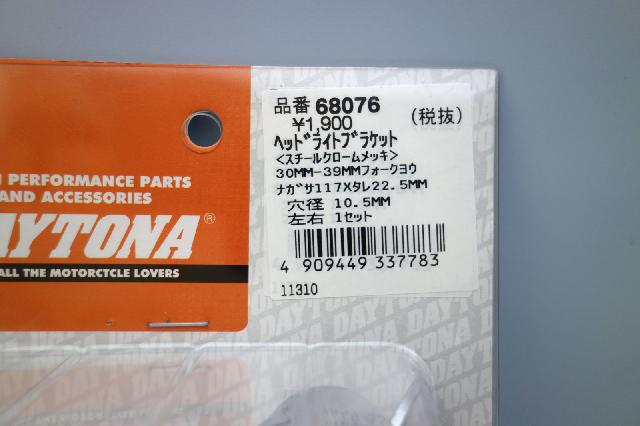 PERFORMANCE PARTS
AND ACCESSORIES
DAYTONA®
ALL THE MOTORCTCLE LOVERS
品番 68076
¥1,900 (税抜)
ヘッドライトブラケット
<スチールクロームメッキ>
30MM-39MMフォークヨウ
ナガサ117Xタレ22.5MM
穴径 10.5MM
左右 1セット
4 909449 337783
11310
DAYTONA